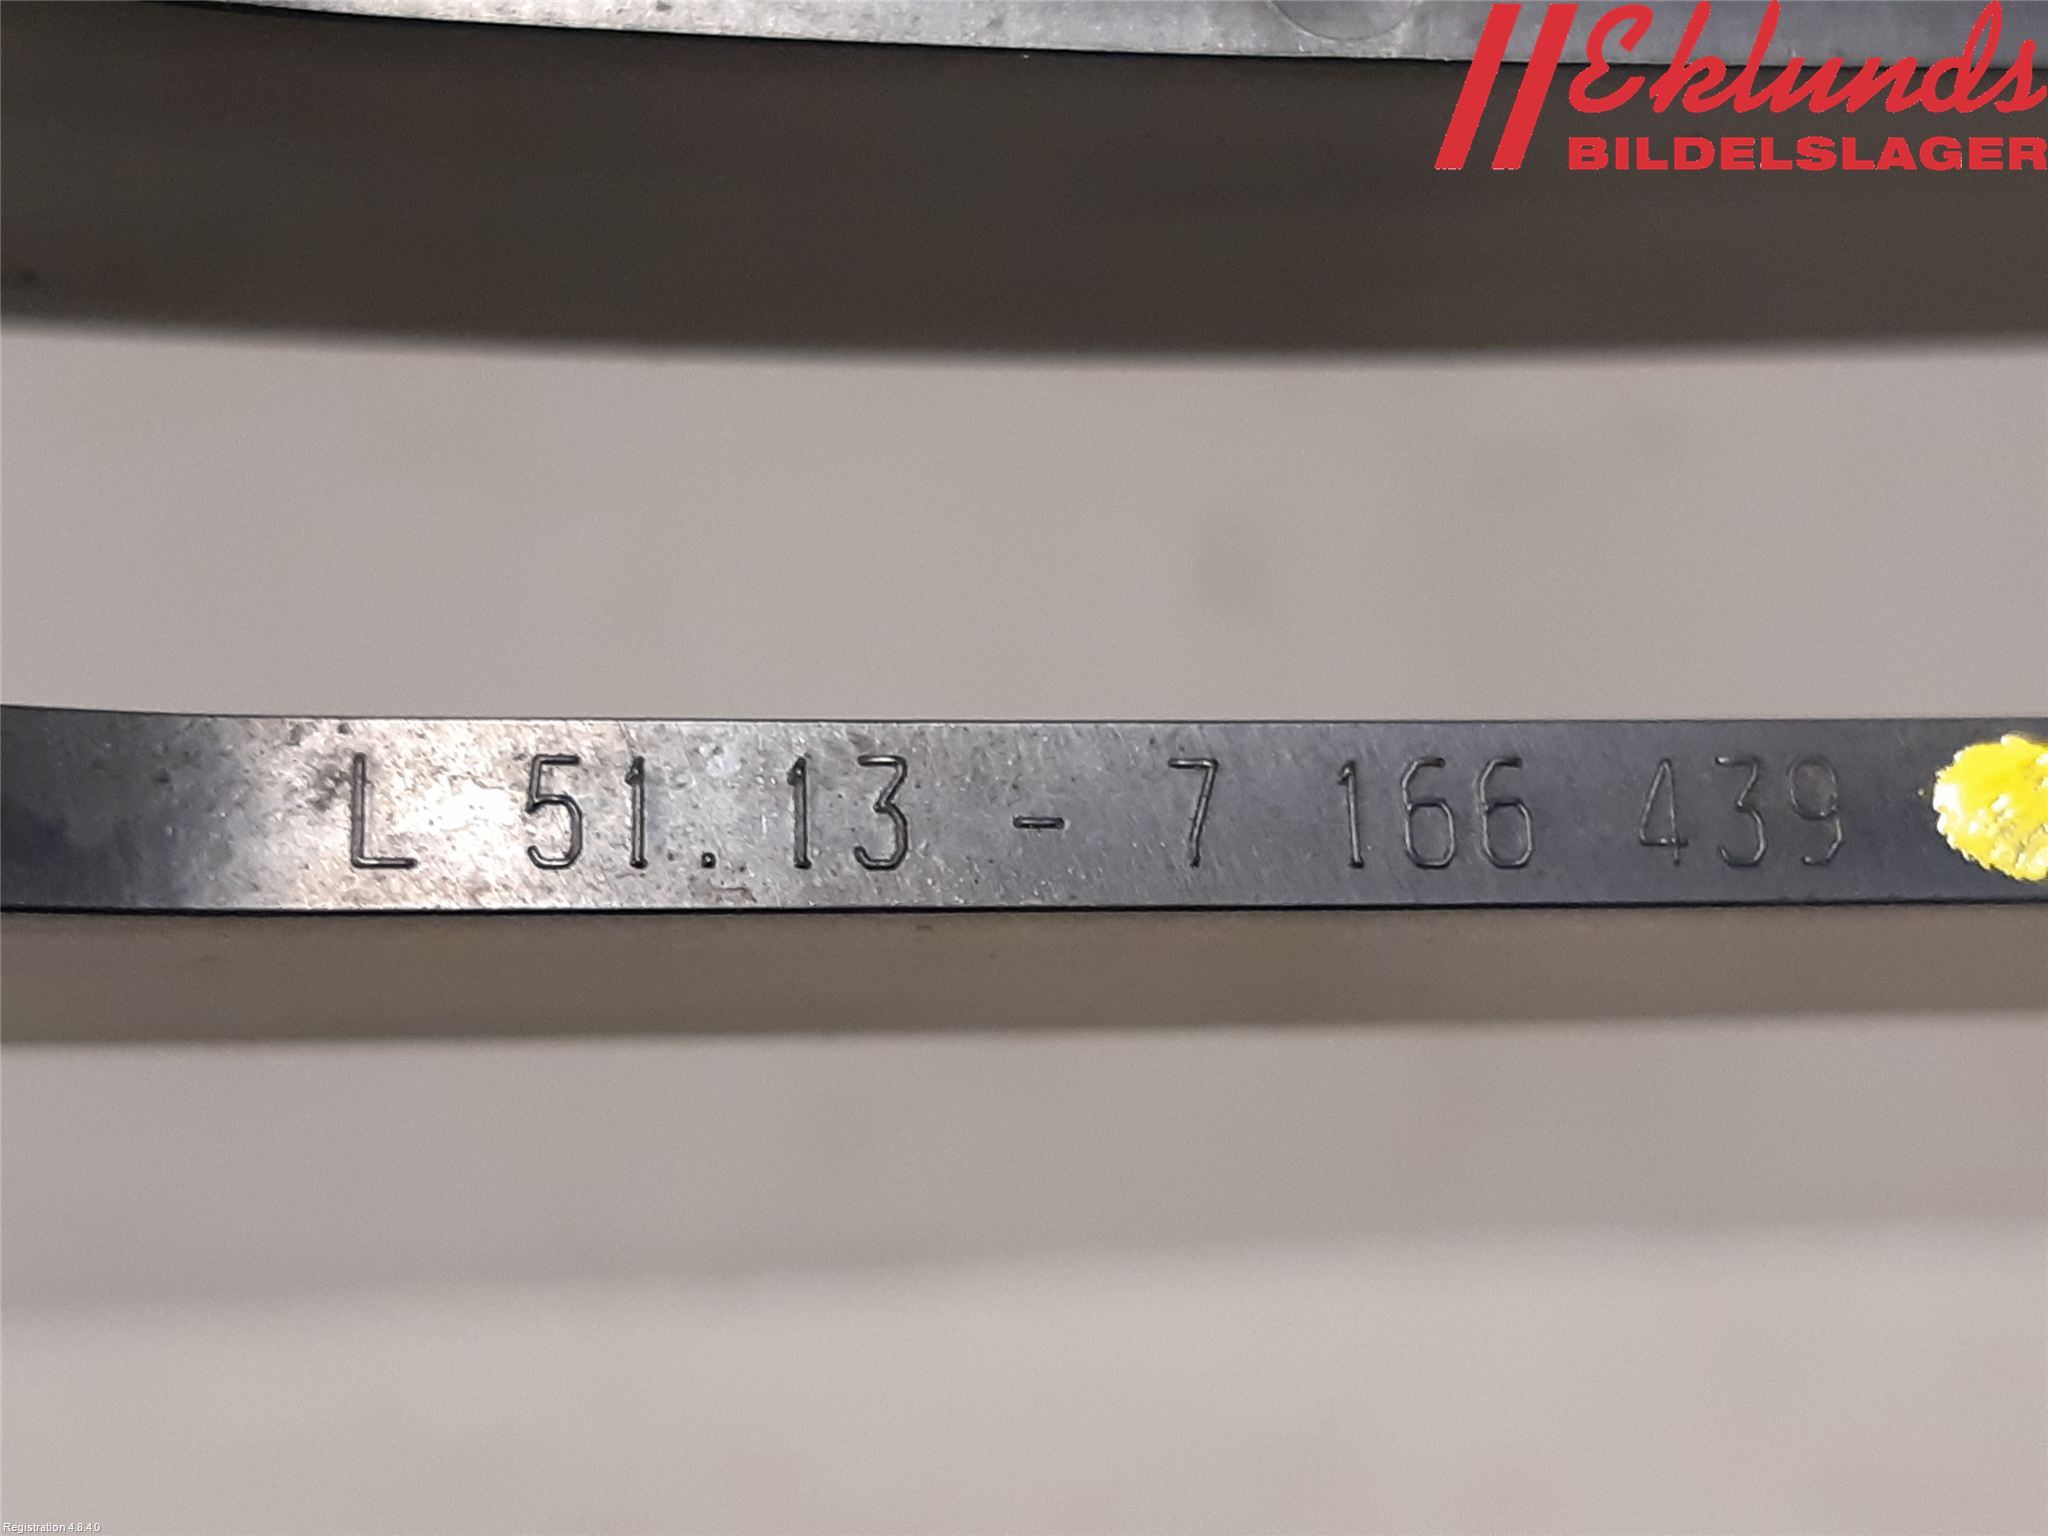 Eklunds
BILDELSLAGER
L 51.13 - 7 166 439
Registration 4.8.4.0